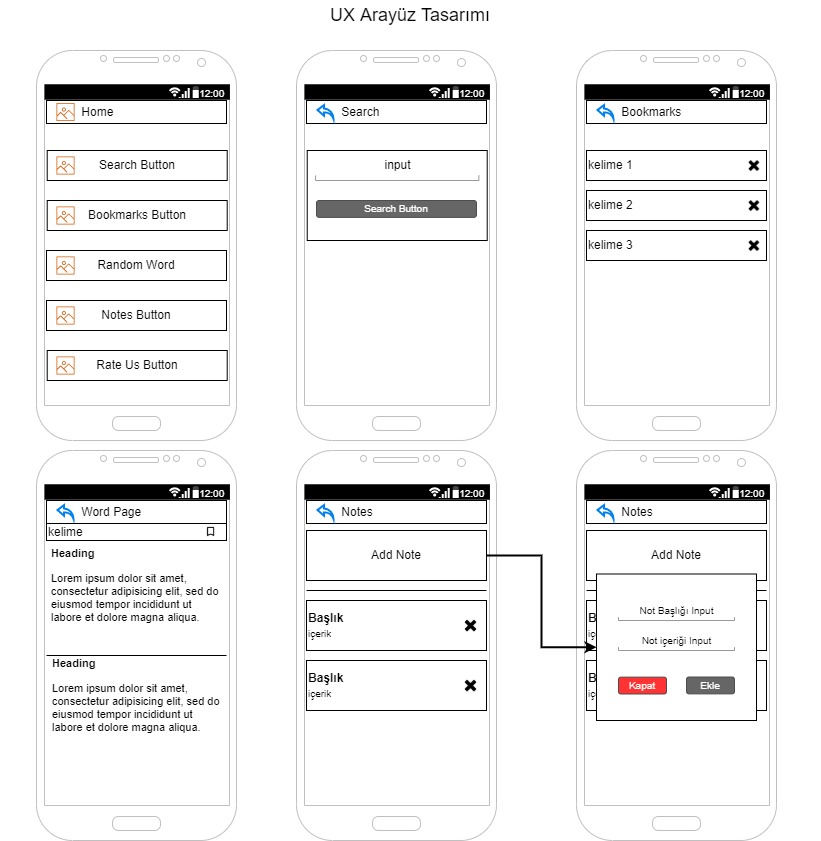 UX Arayüz Tasarımı
12:00
Home
Search Button
Bookmarks Button
Random Word
Notes Button
Rate Us Button
12:00
Search
input
Search Button
12:00
Bookmarks
kelime 1
kelime 2
kelime 3
12:00
Word Page
kelime
Heading
Lorem ipsum dolor sit amet,
consectetur adipisicing elit, sed do
eiusmod tempor incididunt ut
labore et dolore magna aliqua.
Heading
Lorem ipsum dolor sit amet,
consectetur adipisicing elit, sed do
eiusmod tempor incididunt ut
labore et dolore magna aliqua.
12:00
Notes
Add Note
Başlık
içerik
Başlık
içerik
12:00
Notes
Add Note
Not Başlığı Input
Not içeriği Input
Kapat
Ekle